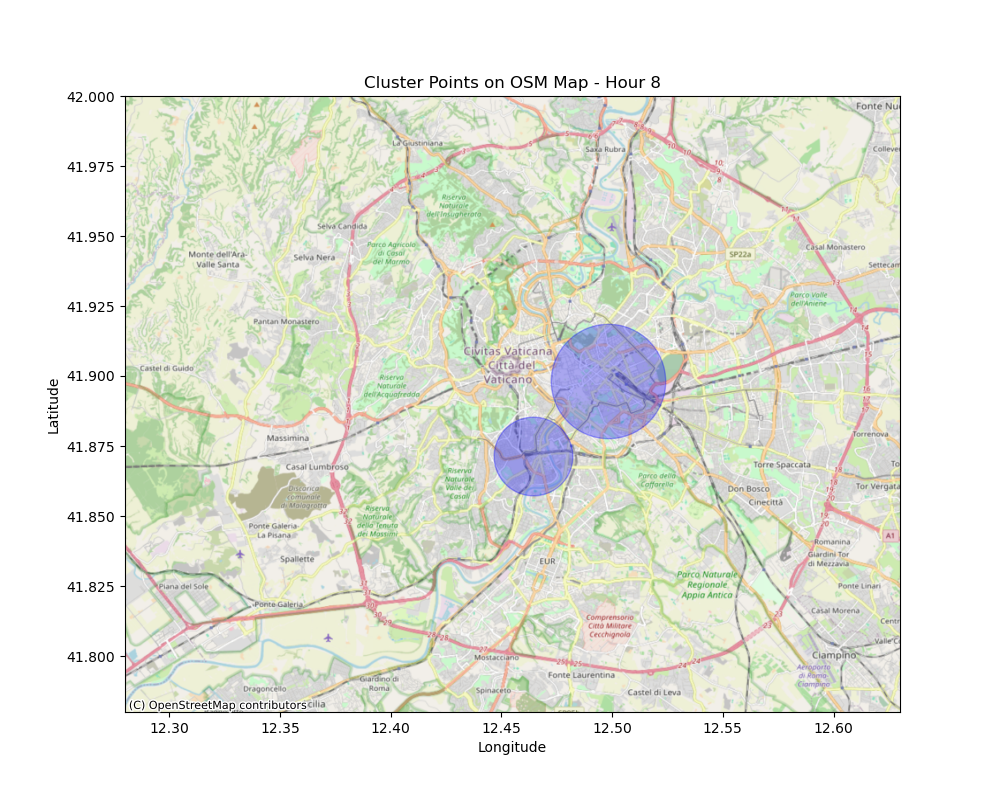 Cluster Points on OSM Map - Hour 8
42.000
41.975
41.950
41.925
41.900
41.875
41.850
41.825
41.800
Latitude
Fonte Nu
La Giustiniana
Saxa Rubra
Riserva
Naturale
dell'Insugherata
Selva Candida
Parco Agricolo
di Casal
del Marmo
Monte dell'Ara-
Valle Santa
Selva Nera
Casal Monastero
SP22a
Settecam
Parco Valle
dell'Aniene
Pantan Monastero
Civitas Vaticana
Città del
Vaticano
Castel di Guido
Riserva
Naturale
dell'Acquafredda
Massimina
Casal Lumbroso
Torrenova
Torre Spaccata
To
Riserva
Naturale
Valle dei
Casali
Parco della
Caffarella
Discarica
comunale
di Malagrotta
Don Bosco
Cinecittà
Tor Vergata
Riserva
Naturale
della Tenuta
dei Massimi
Ponte Galeria-
La Pisana
A1
Romanina
Giardini Tor
di Mezzavia
Spallette
EUR
Piana del Sole
Parco Naturale
Regionale
Appia Antica
Ponte Linari
Ponte Galeria
Casal Morena
Comprensorio
Città Militare
Cecchignola
Centr
Valle C
Mostacciano
Ciampino
Fonte Laurentina
Aeroporto
di Roma-
Ciampino
Giardino di
Roma
Dragoncello
Spinaceto
Castel di Leva
(C) OpenStreetMap contributors
cilia
12.30 12.35 12.40 12.45 12.50 12.55 12.60
Longitude